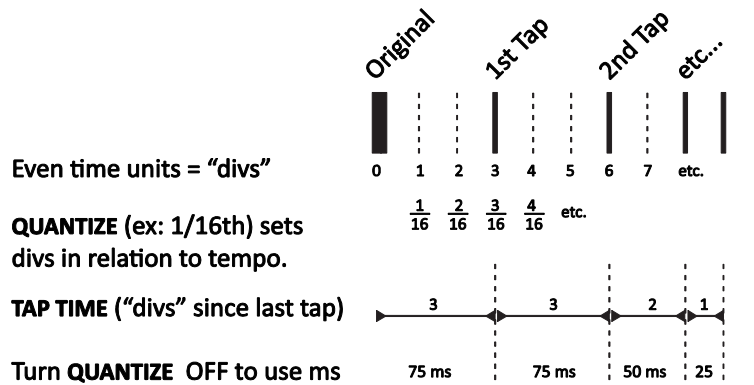 Original 1st Tap 2nd Tap etc...
Even time units = “divs” 0 1 2 3 4 5 6 7 etc.
QUANTIZE (ex: 1/16th) sets 1/16 2/16 3/16 4/16 etc.
divs in relation to tempo.
TAP TIME (“divs” since last tap) 3 3 2 1
Turn QUANTIZE OFF to use ms 75 ms 75 ms 50 ms 25